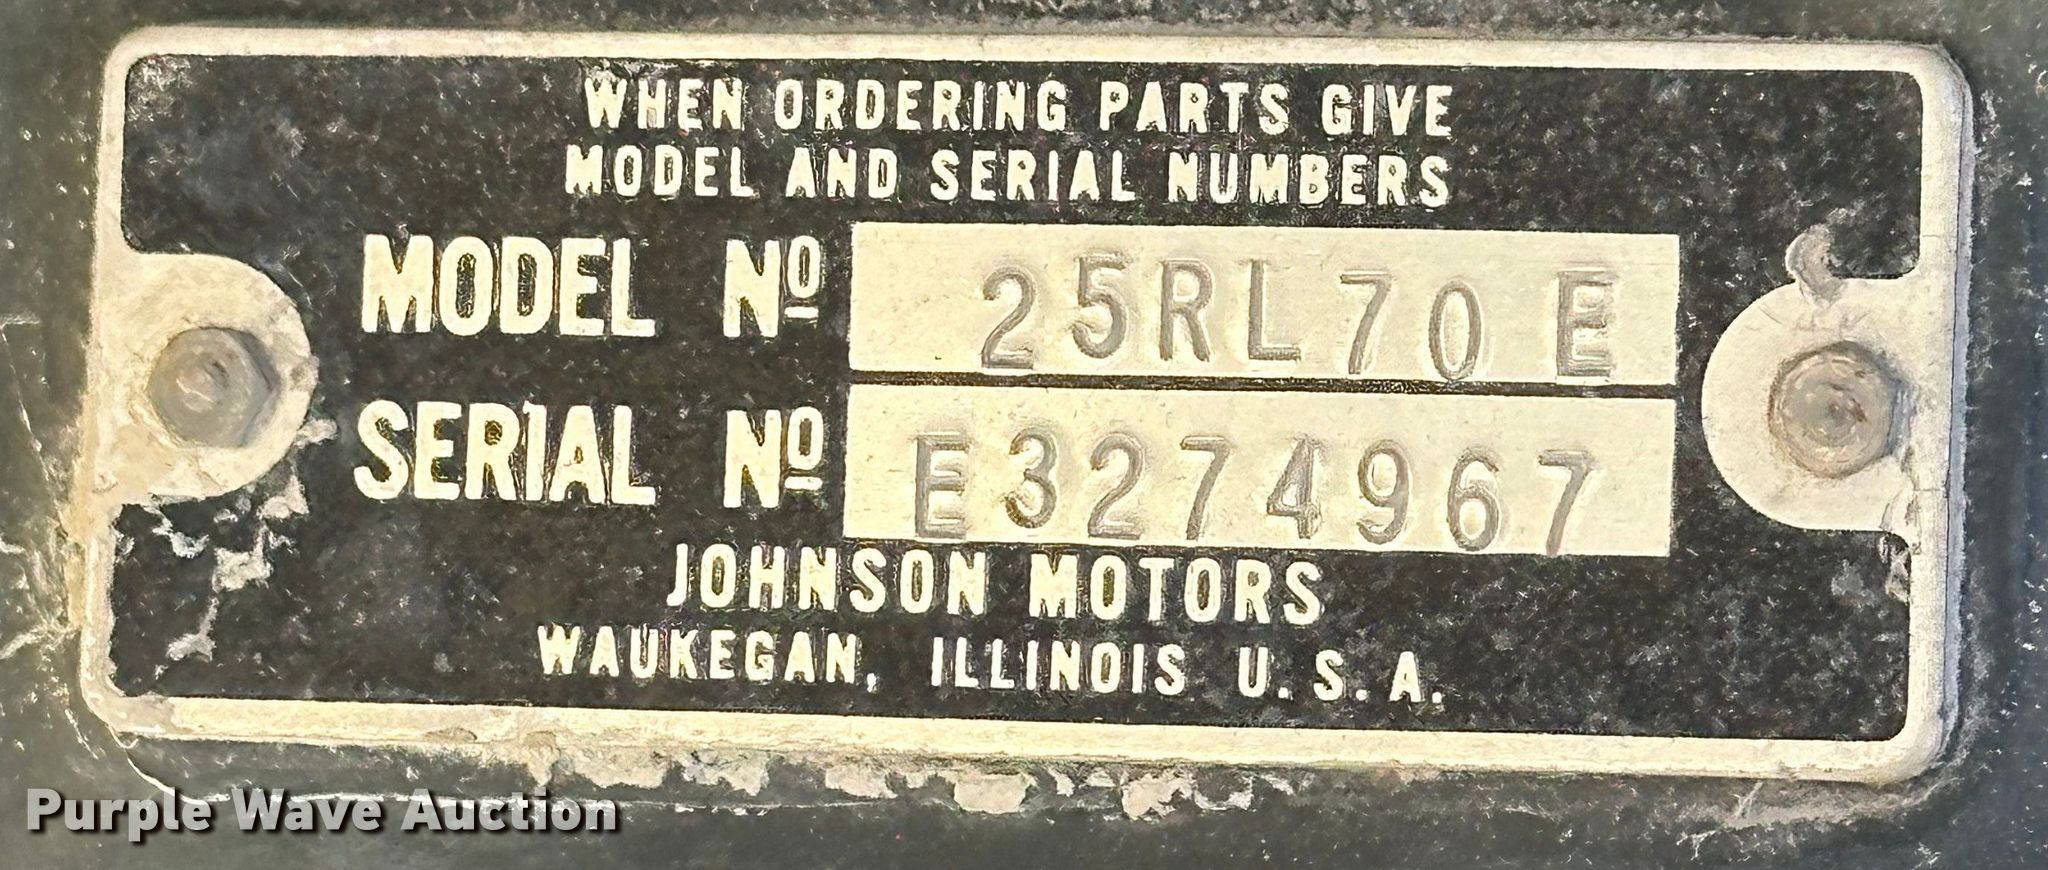 WHEN ORDERING PARTS GIVE
MODEL AND SERIAL NUMBERS
MODEL Nº 25RL70 E
SERIAL Nº E3274967
JOHNSON MOTORS
WAUKEGAN, ILLINOIS U.S.A.
Purple Wave Auction